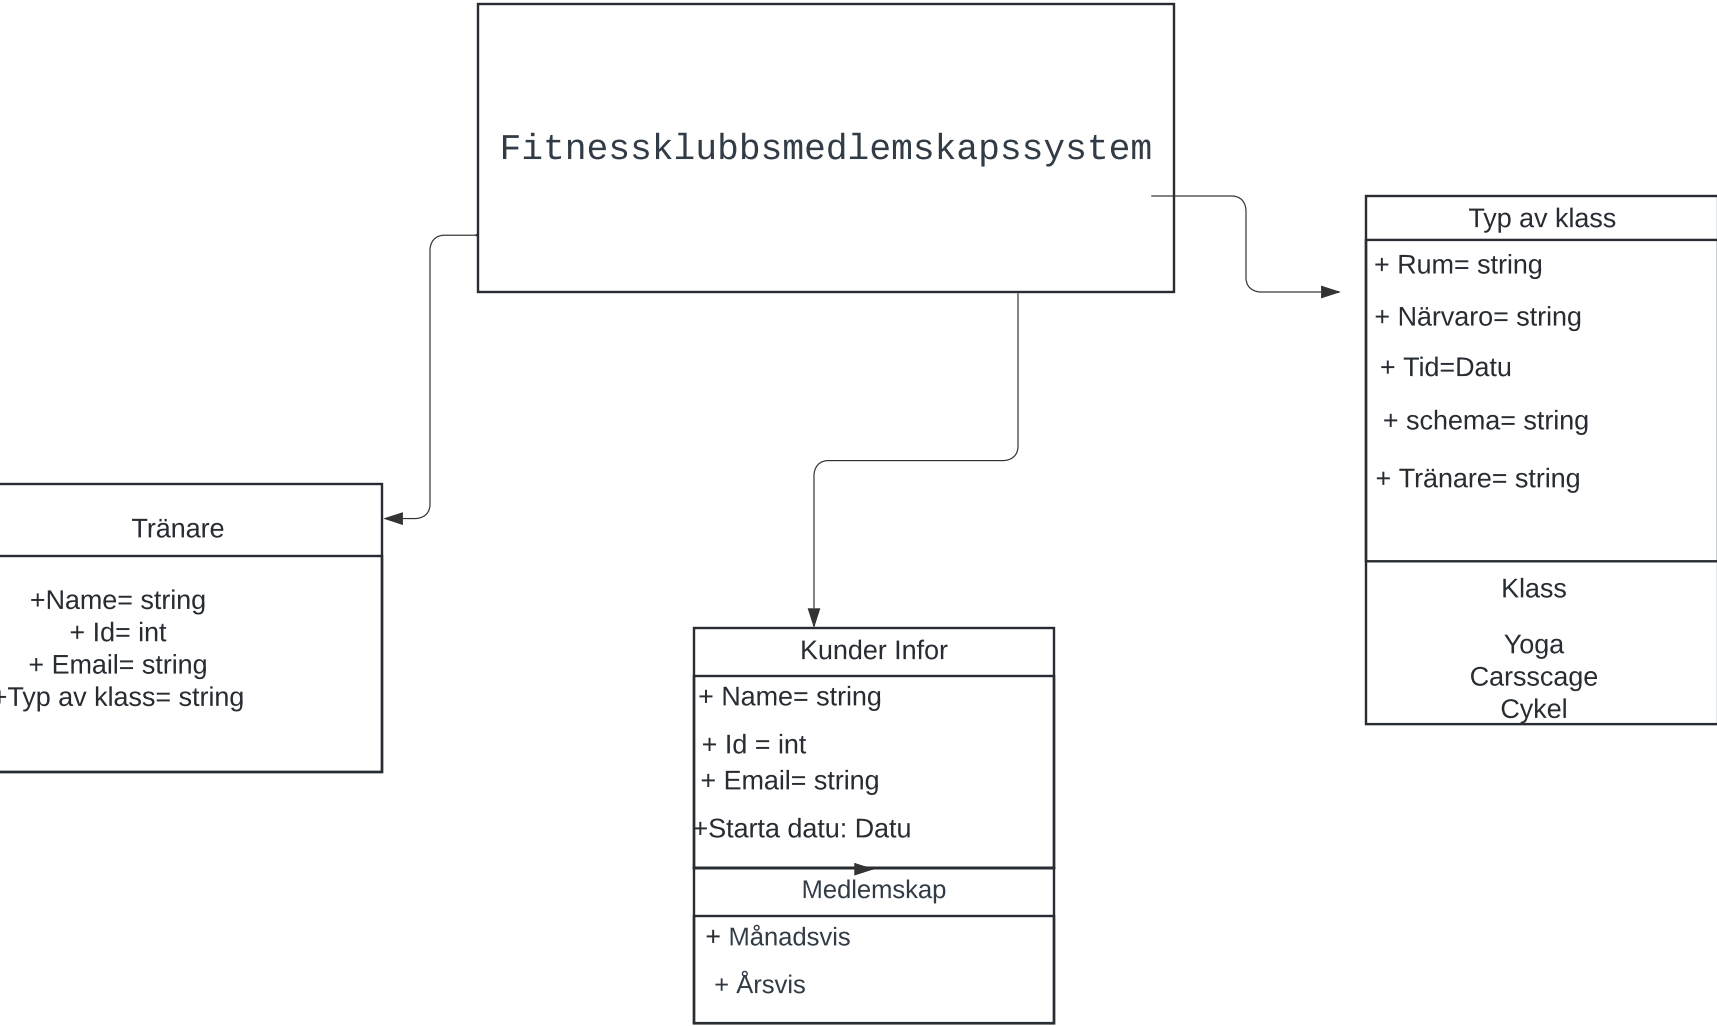 Fitnessklubbsmedlemskapssystem
Typ av klass
+ Rum= string
+ Närvaro= string
+ Tid=Datu
+ schema= string
+ Tränare= string
Klass
Yoga
Carsscage
Cykel
Tränare
+Name= string
+ Id= int
+ Email= string
+Typ av klass= string
Kunder Infor
+ Name= string
+ Id = int
+ Email= string
+Starta datu: Datu
Medlemskap
+ Månadsvis
+ Årsvis